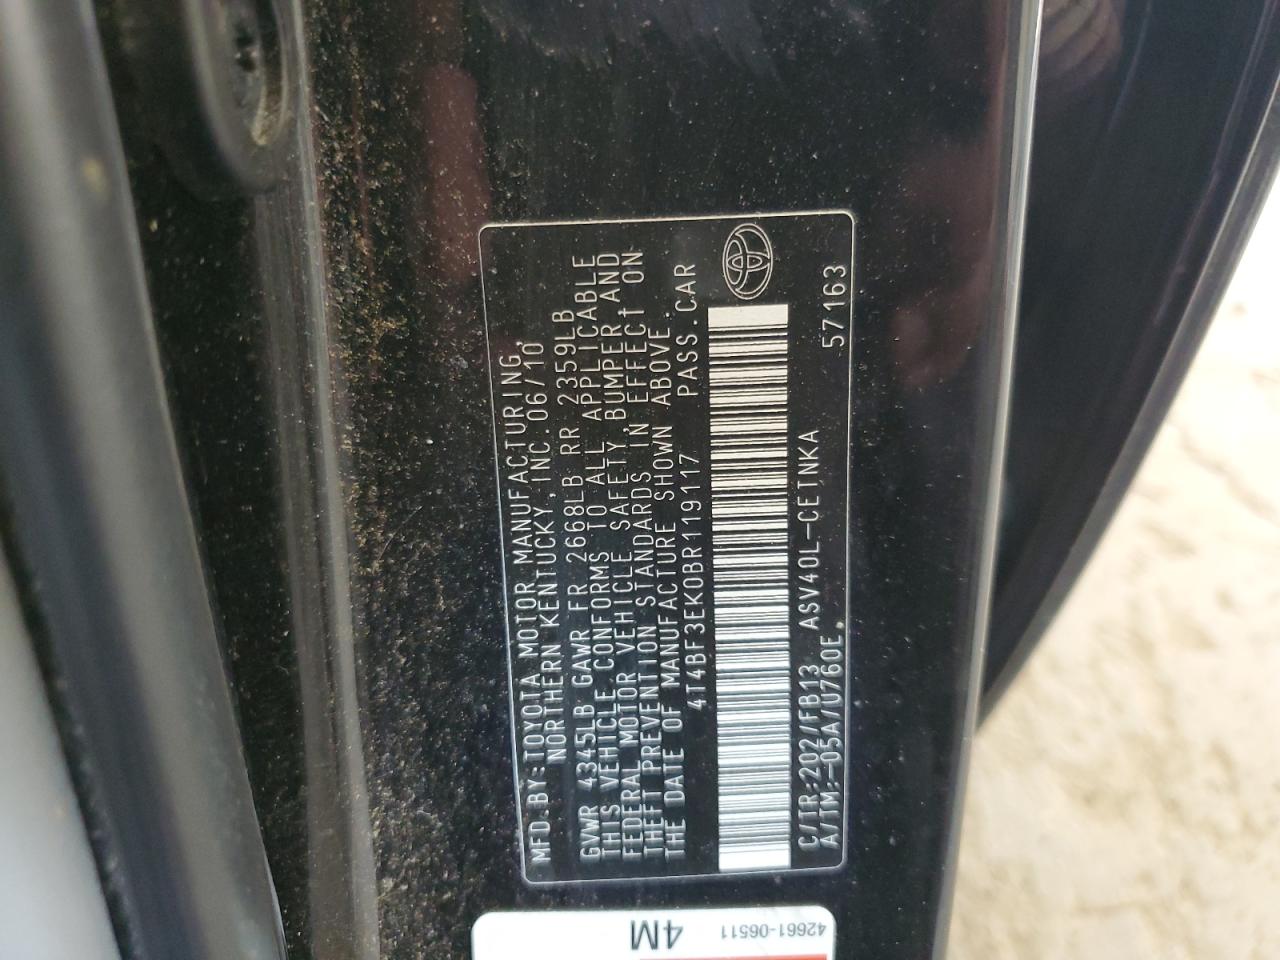 MFD.BY:TOYOTA MOTOR MANUFACTURING,
NORTHERN KENTUCKY,INC. 06/10
GVWR 4345LB GAWR FR 2668LB RR 2359LB
THIS VEHICLE CONFORMS TO ALL APPLICABLE
FEDERAL MOTOR VEHICLE SAFETY,BUMPER,AND
THEFT PREVENTION STANDARDS IN EFFECT ON
THE DATE OF MANUFACTURE SHOWN ABOVE.
4T4BF3EK0BR119117 PASS.CAR
C/TR:202/FB13 ASV40L-CETNKA
A/TM:-05A/U760E 57163
4M
42661-06511